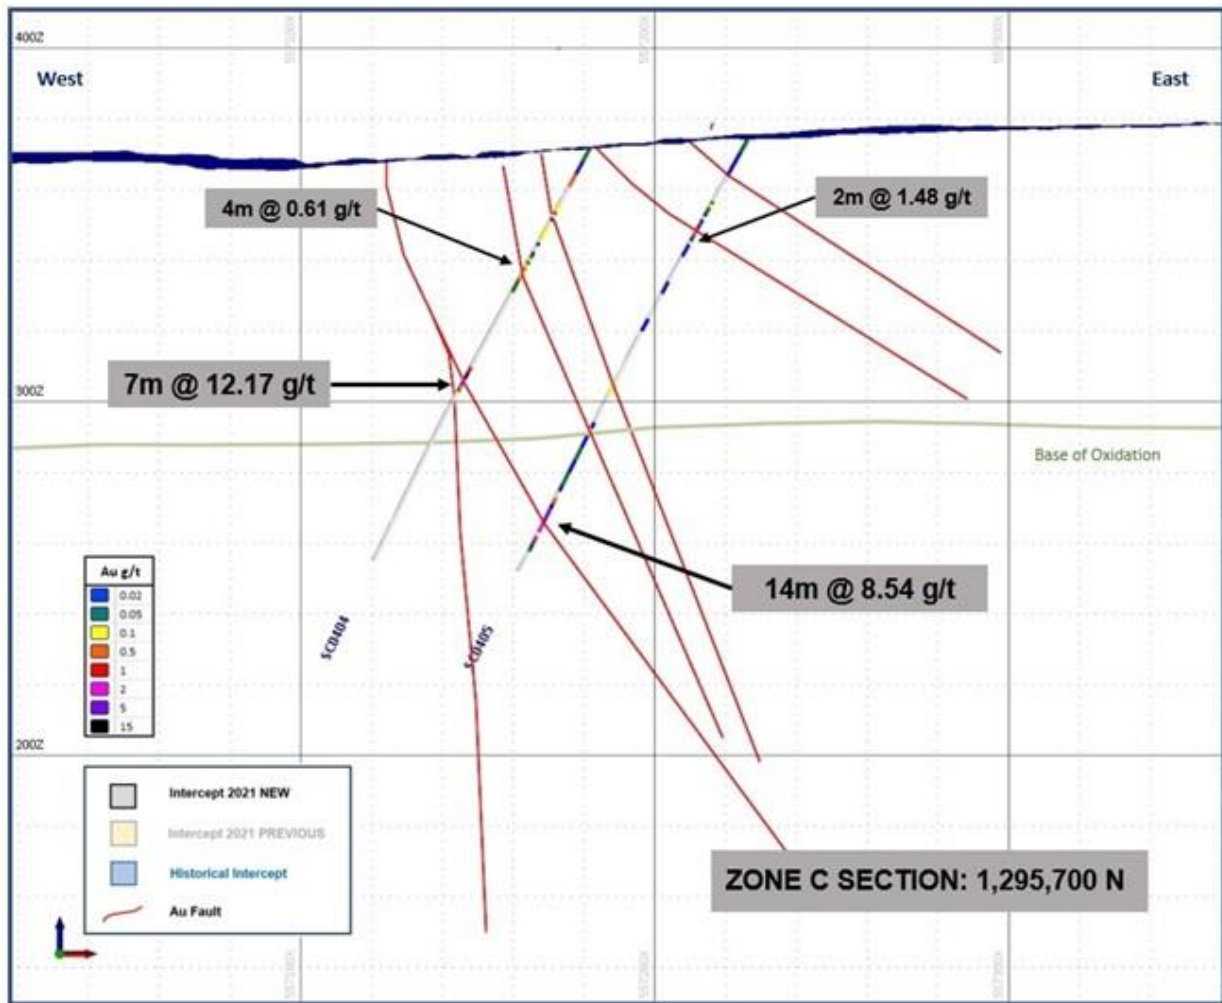 400Z
West
East
4m @ 0.61 g/t
2m @ 1.48 g/t
7m @ 12.17 g/t
300Z
Base of Oxidation
14m @ 8.54 g/t
Au g/t
0.02
0.05
0.1
0.5
1
2
5
15
SCD404
SCD405
200Z
Intercept 2021 NEW
Intercept 2021 PREVIOUS
Historical Intercept
Au Fault
ZONE C SECTION: 1,295,700 N